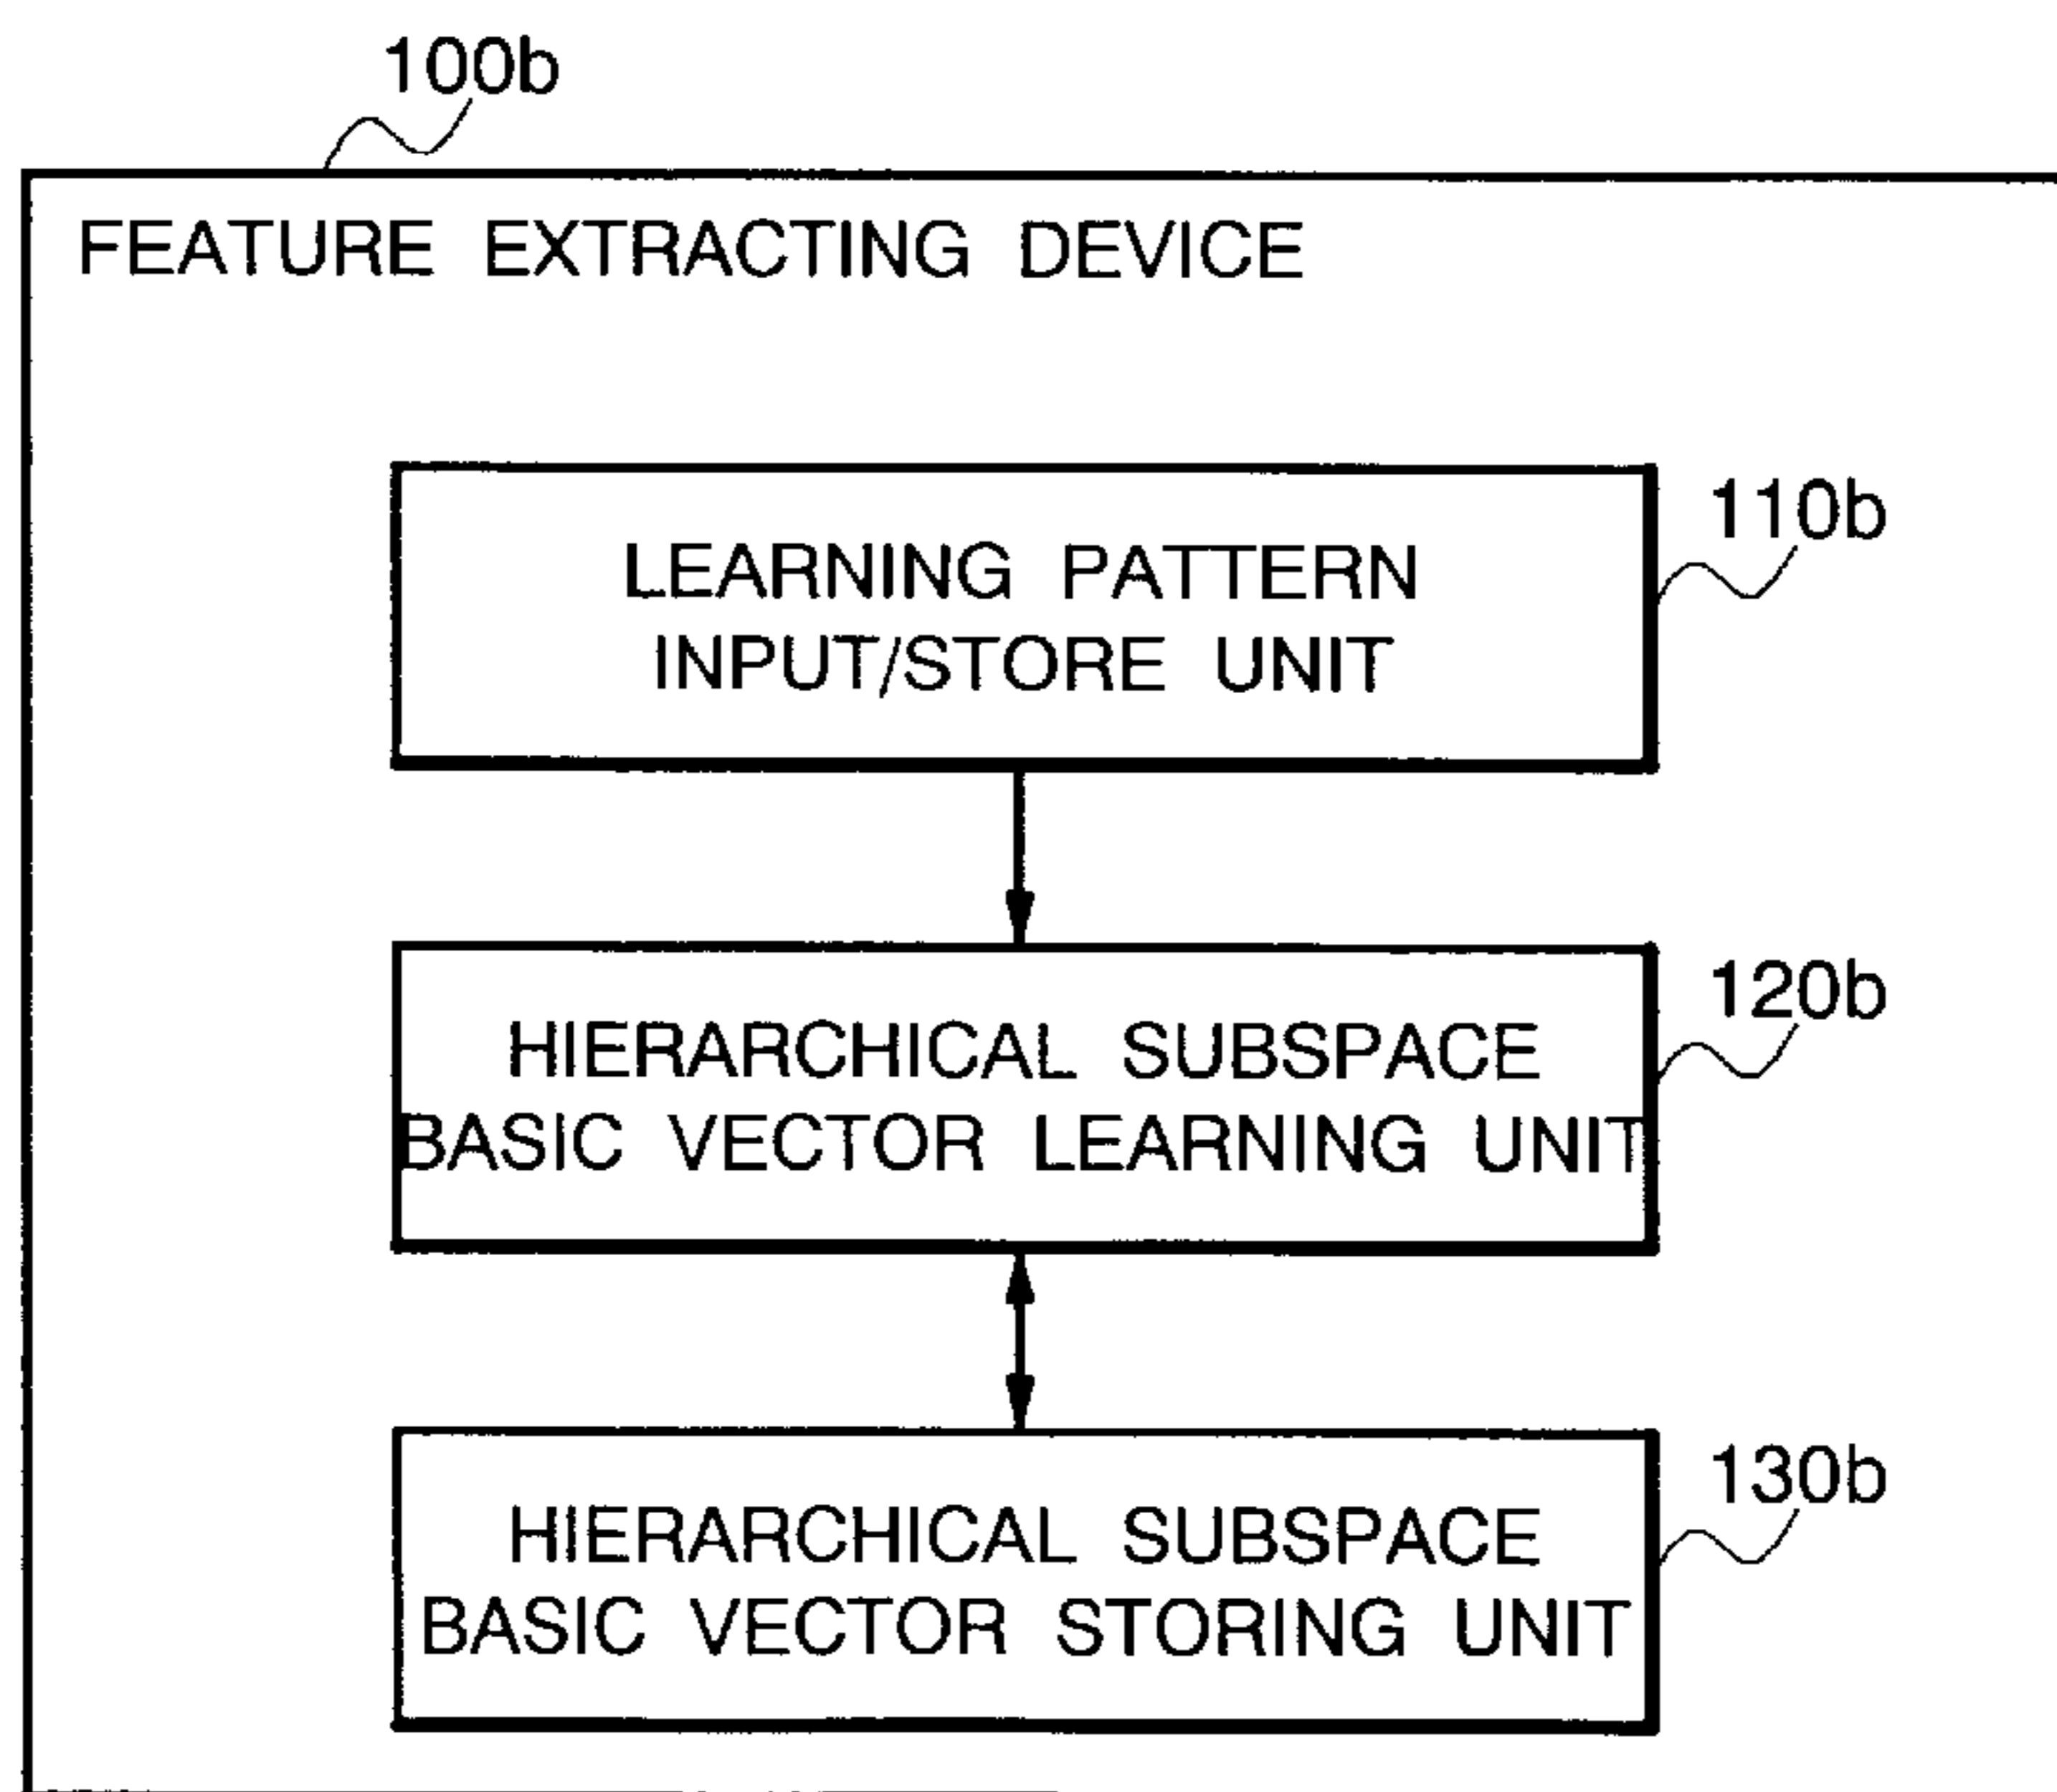 100b
FEATURE EXTRACTING DEVICE
LEARNING PATTERN
INPUT/STORE UNIT
110b
HIERARCHICAL SUBSPACE
BASIC VECTOR LEARNING UNIT
120b
HIERARCHICAL SUBSPACE
BASIC VECTOR STORING UNIT
130b